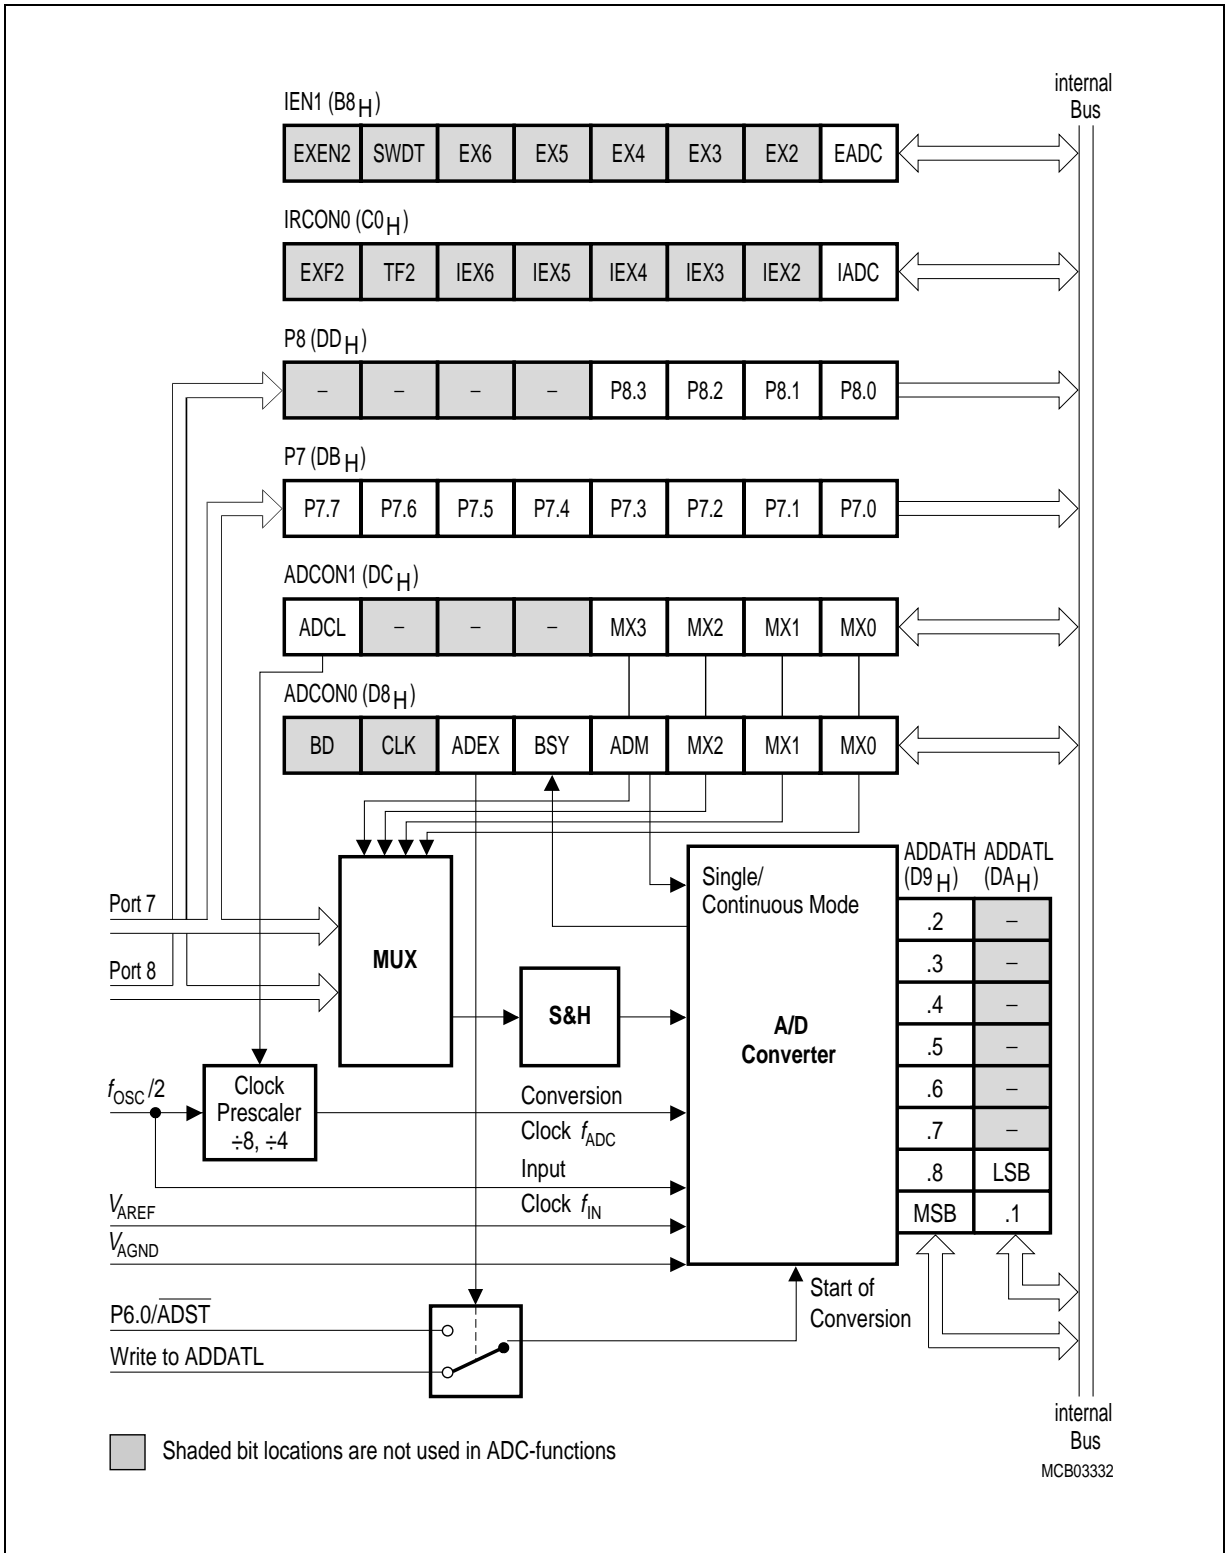 internal
Bus
IEN1 (B8H)
EXEN2 SWDT EX6 EX5 EX4 EX3 EX2 EADC
IRCON0 (C0H)
EXF2 TF2 IEX6 IEX5 IEX4 IEX3 IEX2 IADC
P8 (DDH)
– – – – P8.3 P8.2 P8.1 P8.0
P7 (DBH)
P7.7 P7.6 P7.5 P7.4 P7.3 P7.2 P7.1 P7.0
ADCON1 (DCH)
ADCL – – – MX3 MX2 MX1 MX0
ADCON0 (D8H)
BD CLK ADEX BSY ADM MX2 MX1 MX0
ADDATH ADDATL
(D9H) (DAH)
Single/
Continuous Mode
.2 –
.3 –
.4 –
.5 –
.6 –
.7 –
.8 LSB
MSB .1
Port 7
Port 8
MUX
S&H
A/D
Converter
fOSC/2
Clock
Prescaler
÷8, ÷4
Conversion
Clock fADC
Input
Clock fIN
VAREF
VAGND
P6.0/ADST
Write to ADDATL
Start of
Conversion
Shaded bit locations are not used in ADC-functions
internal
Bus
MCB03332